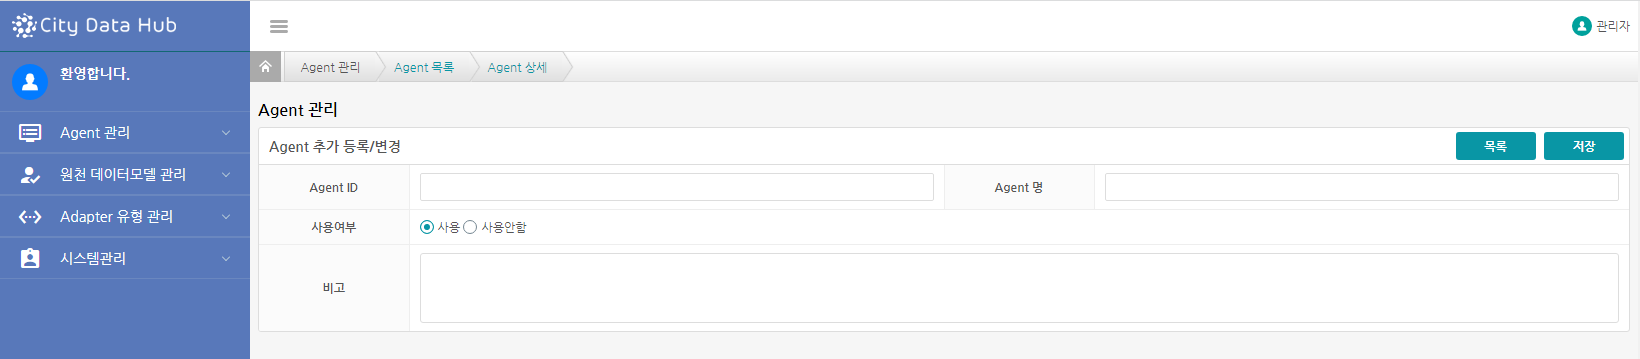 City Data Hub
관리자
환영합니다.
Agent 관리
원천 데이터모델 관리
Adapter 유형 관리
시스템관리
Agent 관리 Agent 목록 Agent 상세
Agent 관리
Agent 추가 등록/변경 목록 저장
Agent ID Agent 명
사용여부 사용 사용안함
비고